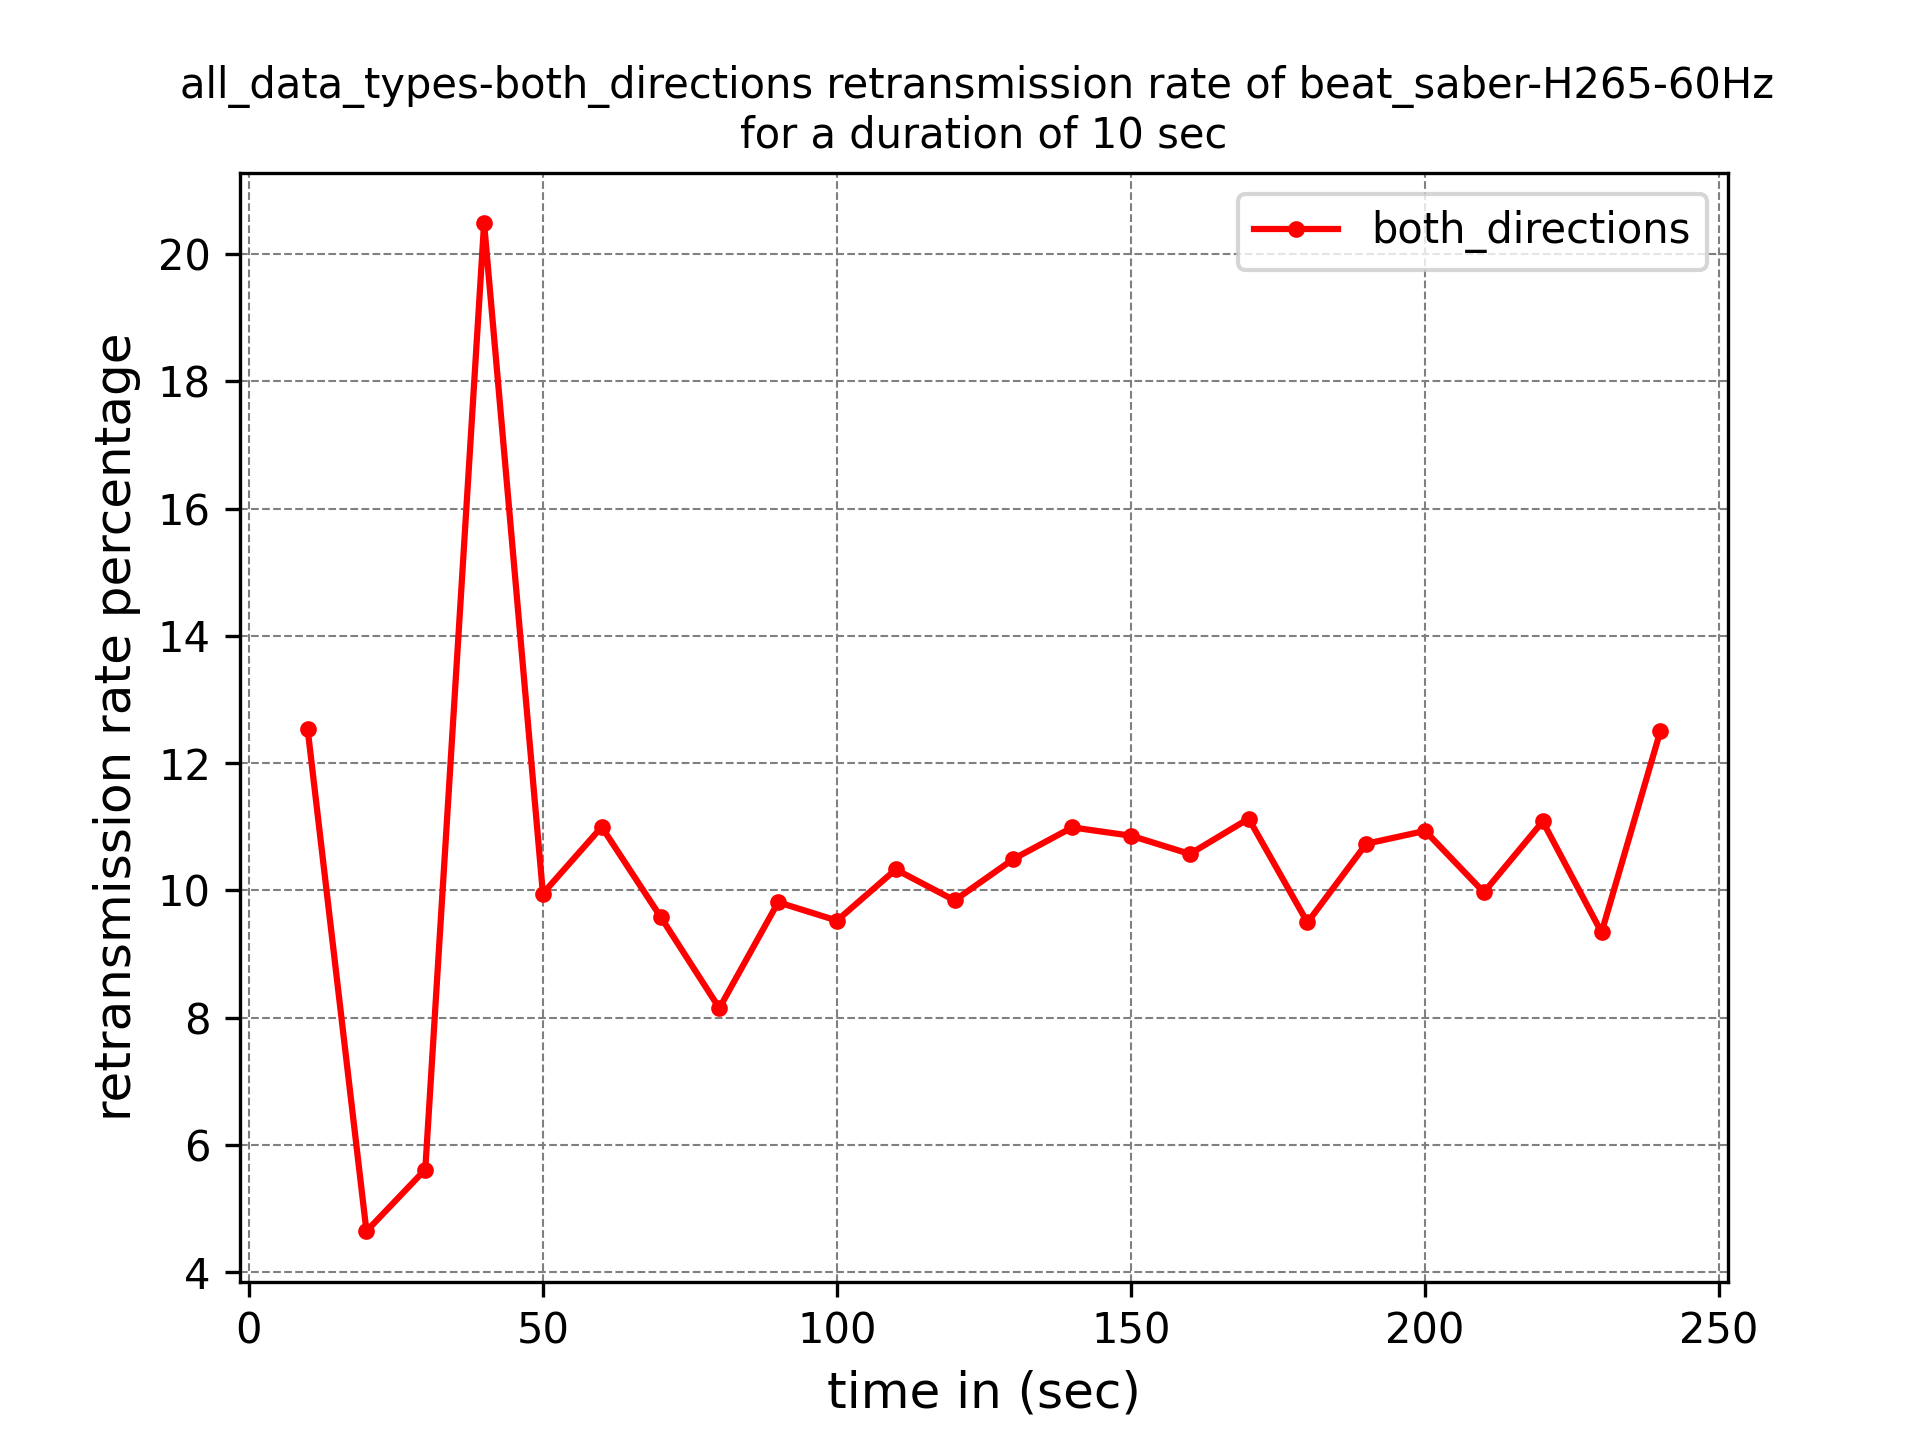 all_data_types-both_directions retransmission rate of beat_saber-H265-60Hz
for a duration of 10 sec
both_directions
retransmission rate percentage
20
18
16
14
12
10
8
6
4
0 50 100 150 200 250
time in (sec)